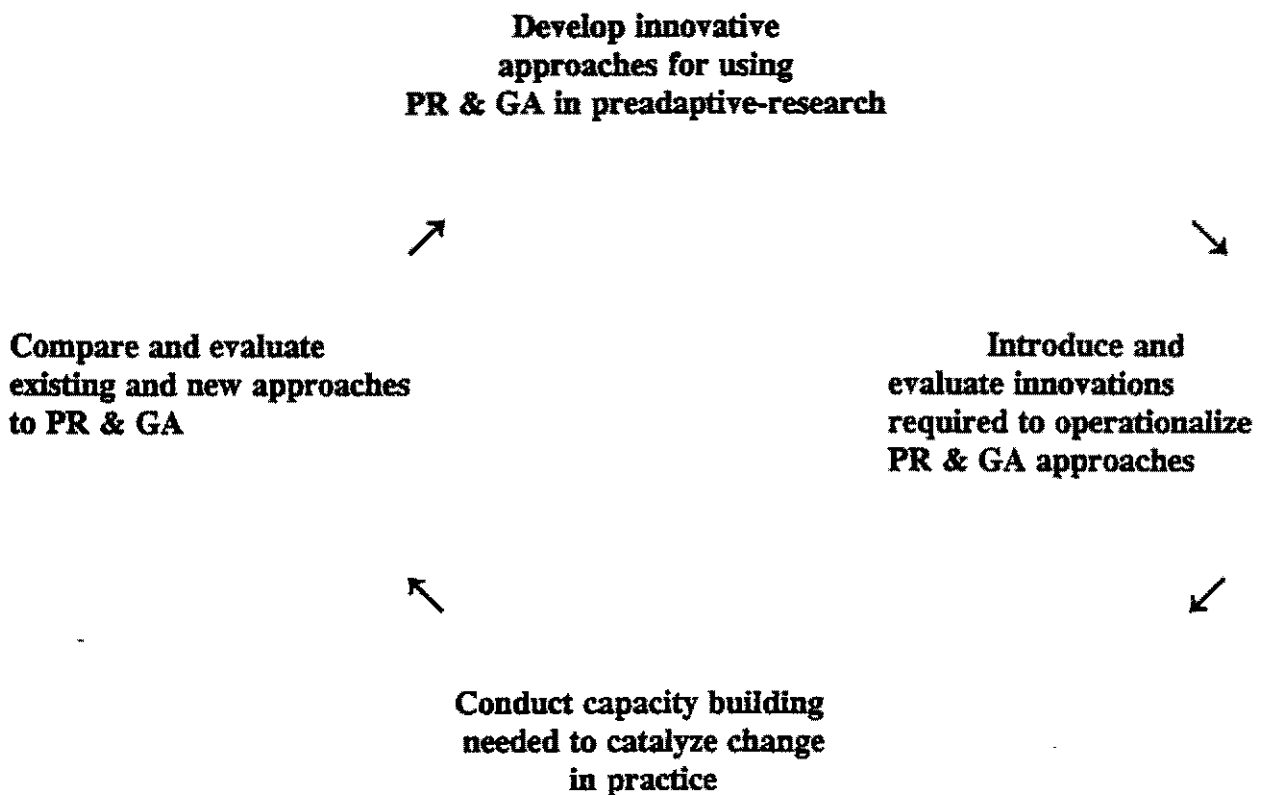 Develop innovative
approaches for using
PR & GA in preadaptive-research
Compare and evaluate
existing and new approaches
to PR & GA
Introduce and
evaluate innovations
required to operationalize
PR & GA approaches
Conduct capacity building
needed to catalyze change
in practice